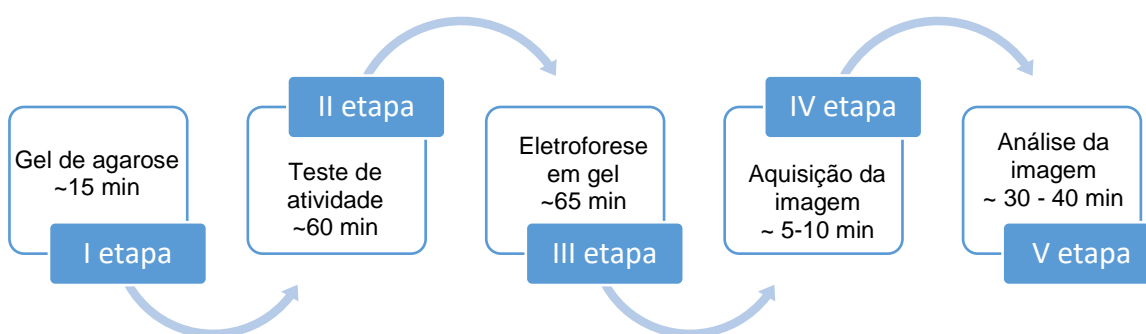 Gel de agarose
~15 min
I etapa
II etapa
Teste de
atividade
~60 min
Eletroforese
em gel
~65 min
III etapa
IV etapa
Aquisição da
imagem
~ 5-10 min
Análise da
imagem
~ 30 - 40 min
V etapa